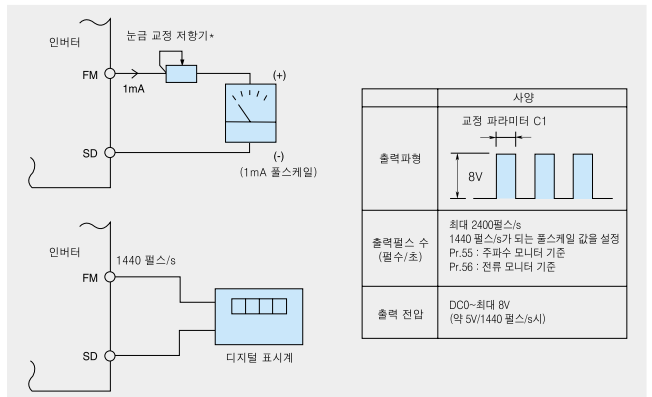 인버터
눈금 교정 저항기*
FM
1mA
(+)
SD
(-)
(1mA 풀스케일)
인버터
1440 펄스/s
FM
SD
디지털 표시계
사양
출력파형
교정 파라미터 C1
8V
출력펄스 수
(펄수/초)
최대 2400펄스/s
1440 펄스/s가 되는 풀스케일 값을 설정
Pr.55 : 주파수 모니터 기준
Pr.56 : 전류 모니터 기준
출력 전압
DC0~최대 8V
(약 5V/1440 펄스/s시)